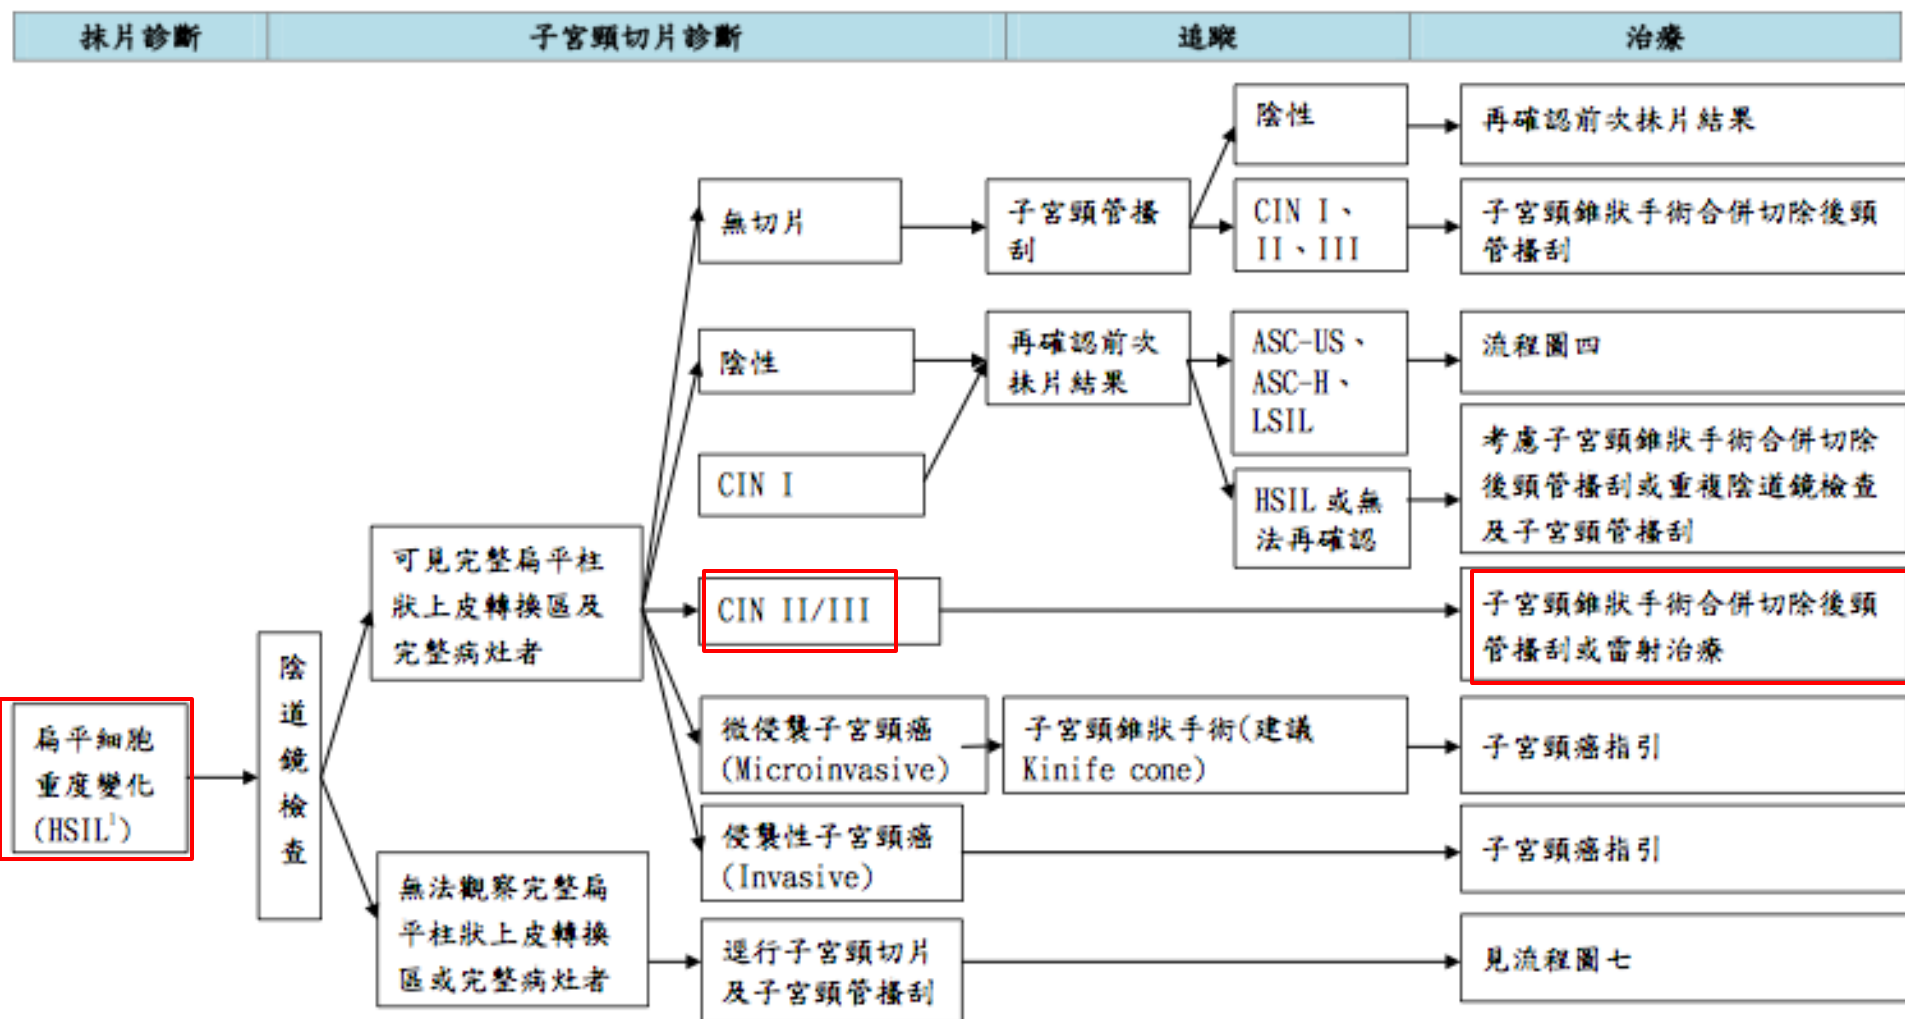 抹片診斷
子宮頸切片診斷
追蹤
治療
扁平細胞
重度變化
(HSIL¹)
陰
道
鏡
檢
查
可見完整扁平柱
狀上皮轉換區及
完整病灶者
無法觀察完整扁
平柱狀上皮轉換
區或完整病灶者
無切片
陰性
CIN I
CIN II/III
微侵襲子宮頸癌
(Microinvasive)
侵襲性子宮頸癌
(Invasive)
逕行子宮頸切片
及子宮頸管搔刮
子宮頸管搔
刮
再確認前次
抹片結果
子宮頸錐狀手術(建議
Kinife cone)
陰性
CIN I、
II、III
ASC-US、
ASC-H、
LSIL
HSIL 或無
法再確認
再確認前次抹片結果
子宮頸錐狀手術合併切除後頸
管搔刮
流程圖四
考慮子宮頸錐狀手術合併切除
後頸管搔刮或重複陰道鏡檢查
及子宮頸管搔刮
子宮頸錐狀手術合併切除後頸
管搔刮或雷射治療
子宮頸癌指引
子宮頸癌指引
見流程圖七